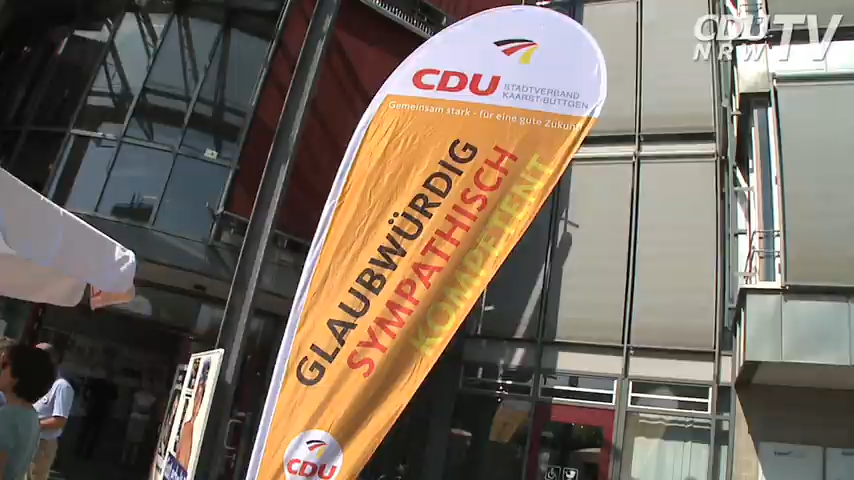 CDU TV
NRW
CDU
STADTVERBAND
KAARST-BÜTTGEN
Gemeinsam stark - für eine gute Zukunft
GLAUBWÜRDIG
SYMPATHISCH
KOMPETENT
CDU